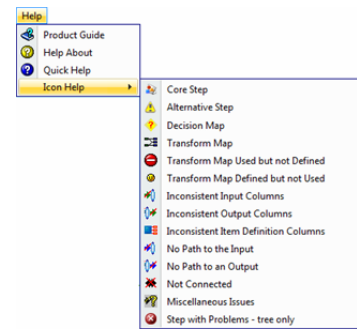 Help
Product Guide
Help About
Quick Help
Icon Help
Core Step
Alternative Step
Decision Map
Transform Map
Transform Map Used but not Defined
Transform Map Defined but not Used
Inconsistent Input Columns
Inconsistent Output Columns
Inconsistent Item Definition Columns
No Path to the Input
No Path to an Output
Not Connected
Miscellaneous Issues
Step with Problems - tree only